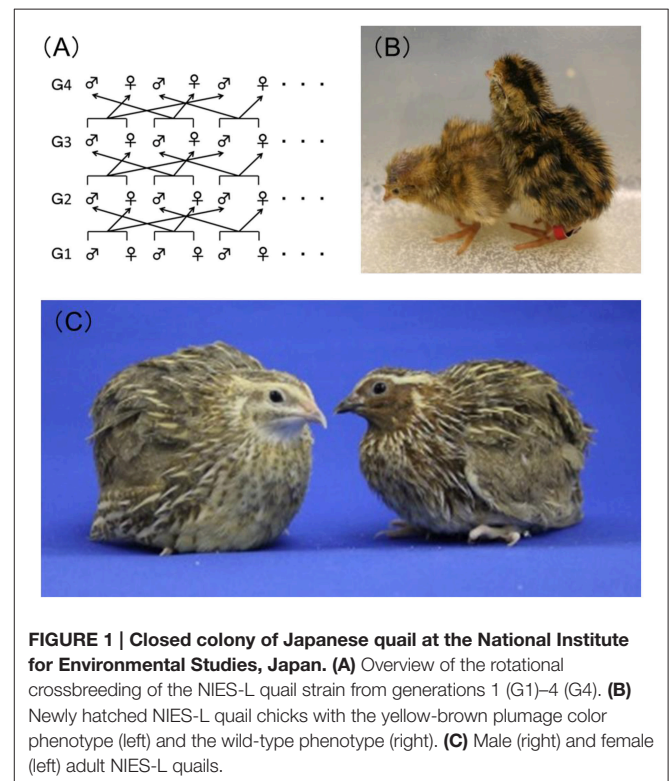 (A)
G4 ♂ ♀ ♂ ♀ ♂ ♀ · · ·
G3 ♂ ♀ ♂ ♀ ♂ ♀ · · ·
G2 ♂ ♀ ♂ ♀ ♂ ♀ · · ·
G1 ♂ ♀ ♂ ♀ ♂ ♀ · · ·
(B)
(C)
FIGURE 1 | Closed colony of Japanese quail at the National Institute
for Environmental Studies, Japan. (A) Overview of the rotational
crossbreeding of the NIES-L quail strain from generations 1 (G1)–4 (G4). (B)
Newly hatched NIES-L quail chicks with the yellow-brown plumage color
phenotype (left) and the wild-type phenotype (right). (C) Male (right) and female
(left) adult NIES-L quails.